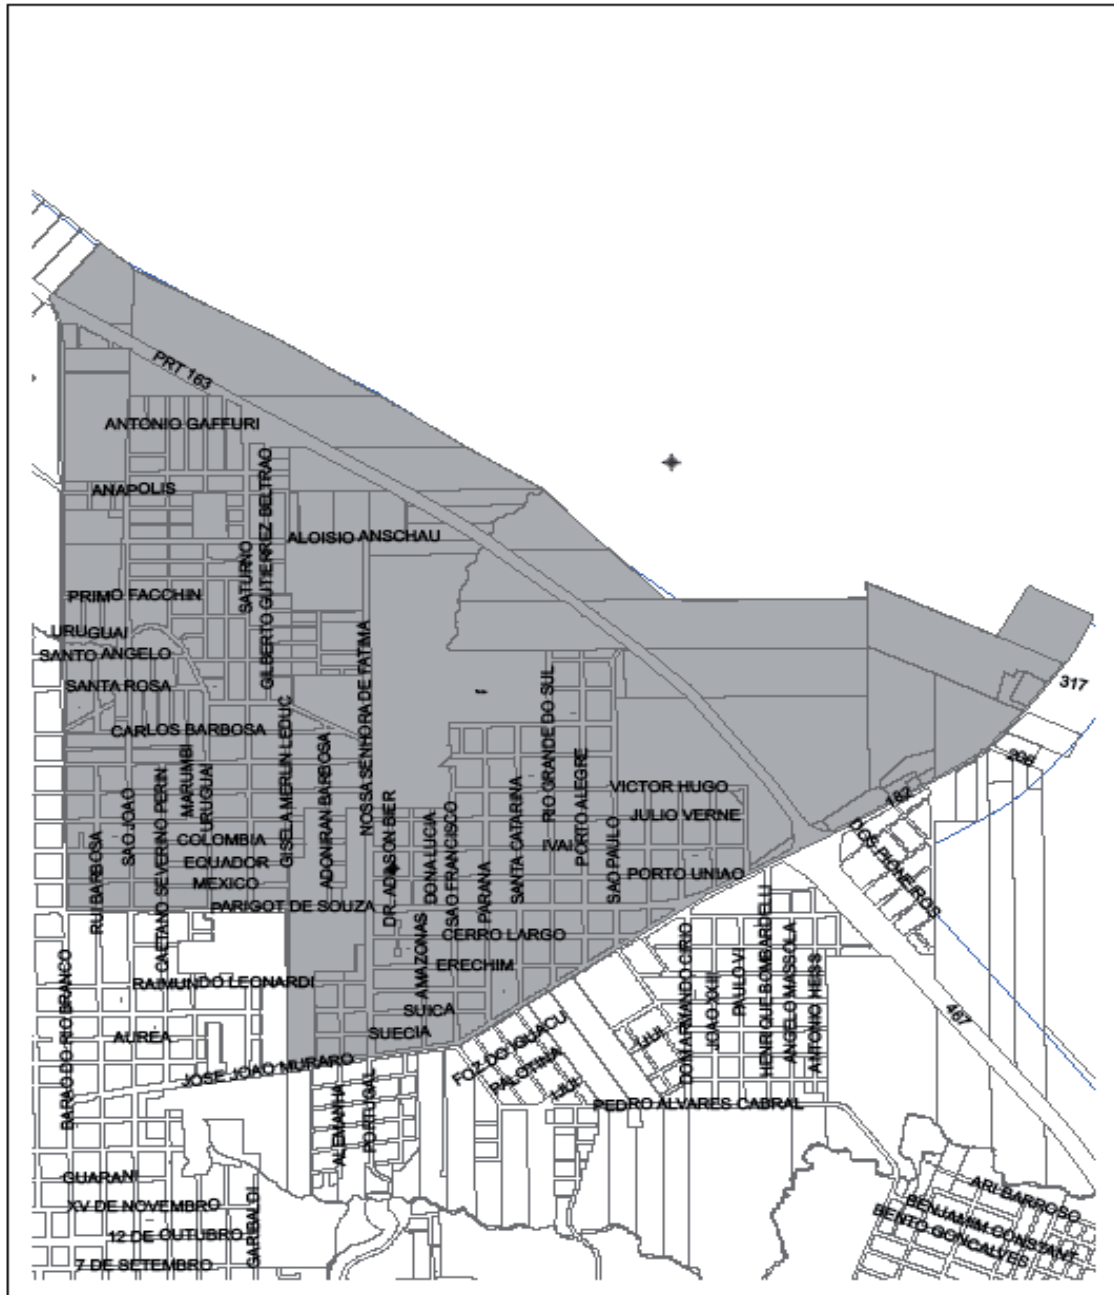 PRT 163
ANTONIO GAFFURI
ANAPOLIS
SATURNO
GILBERTO GUTIERREZ BELTRAO
ALOISIO ANSCHAU
PRIMO FACCHIN
URUGUAI
SANTO ANGELO
SANTA ROSA
NOSSA SENHORA DE FATIMA
317
CARLOS BARBOSA
GISELA MERLIN LEDUC
RIO GRANDE DO SUL
206
MARUMBI
URUGUAI
ADONIRAN BARBOSA
PORTO ALEGRE
VICTOR HUGO
182
SAO JOAO
CAETANO SEVERINO PERIN
SANTA CATARINA
JULIO VERNE
RUI BARBOSA
COLOMBIA
DONA LUCIA
SAO FRANCISCO
IVAI
SAO PAULO
DOS PIONEIROS
EQUADOR
MEXICO
PARANA
PORTO UNIAO
PARIGOT DE SOUZA
AMAZONAS
CERRO LARGO
BARAO DO RIO BRANCO
RAIMUNDO LEONARDI
ERECHIM
DOM ARMANDO CIRIO
JOAO XXIII
PAULO VI
HENRIQUE BOMBARDELLI
ANGELO MASSOLA
ANTONIO HEISS
SUICA
467
AUREA
SUECIA
IJUI
FOZ DO IGUACU
PALOTINA
IJUI
JOSE JOAO MURARO
ALEMANHA
PORTUGAL
PEDRO ALVARES CABRAL
GUARANI
XV DE NOVEMBRO
GARIBALDI
ARI BARROSO
BENJAMIM CONSTANT
BENTO GONCALVES
12 DE OUTUBRO
7 DE SETEMBRO